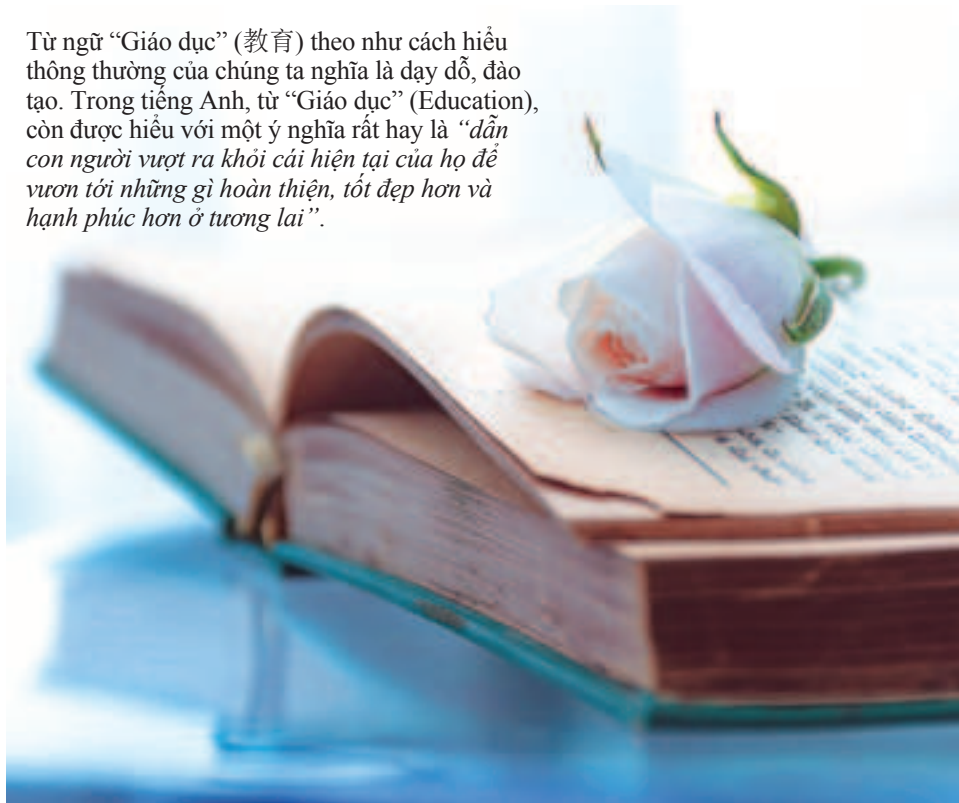 Từ ngữ “Giáo dục” (教育) theo như cách hiểu
thông thường của chúng ta nghĩa là dạy dỗ, đào
tạo. Trong tiếng Anh, từ “Giáo dục” (Education),
còn được hiểu với một ý nghĩa rất hay là “dẫn
con người vượt ra khỏi cái hiện tại của họ để
vươn tới những gì hoàn thiện, tốt đẹp hơn và
hạnh phúc hơn ở tương lai”.